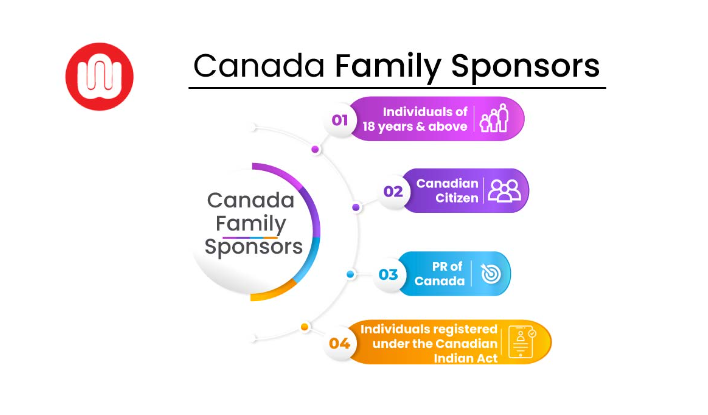 Canada Family Sponsors
01
Individuals of
18 years & above
02
Canadian
Citizen
Canada
Family
Sponsors
03
PR of
Canada
04
Individuals registered
under the Canadian
Indian Act